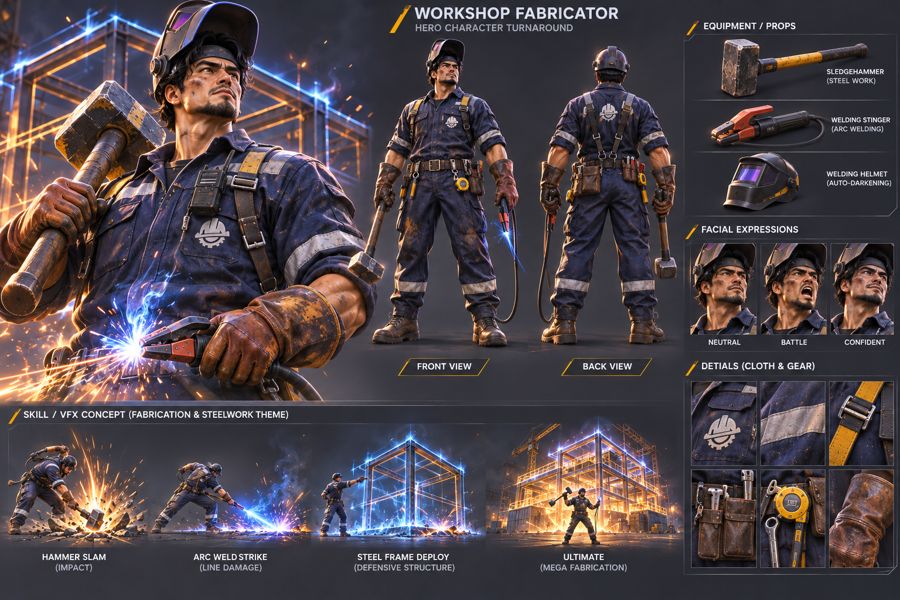 WORKSHOP FABRICATOR
HERO CHARACTER TURNAROUND
FRONT VIEW
BACK VIEW
EQUIPMENT / PROPS
SLEDGEHAMMER
(STEEL WORK)
WELDING STINGER
(ARC WELDING)
WELDING HELMET
(AUTO-DARKENING)
FACIAL EXPRESSIONS
NEUTRAL
BATTLE
CONFIDENT
DETIALS (CLOTH & GEAR)
SKILL / VFX CONCEPT (FABRICATION & STEELWORK THEME)
HAMMER SLAM
(IMPACT)
ARC WELD STRIKE
(LINE DAMAGE)
STEEL FRAME DEPLOY
(DEFENSIVE STRUCTURE)
ULTIMATE
(MEGA FABRICATION)